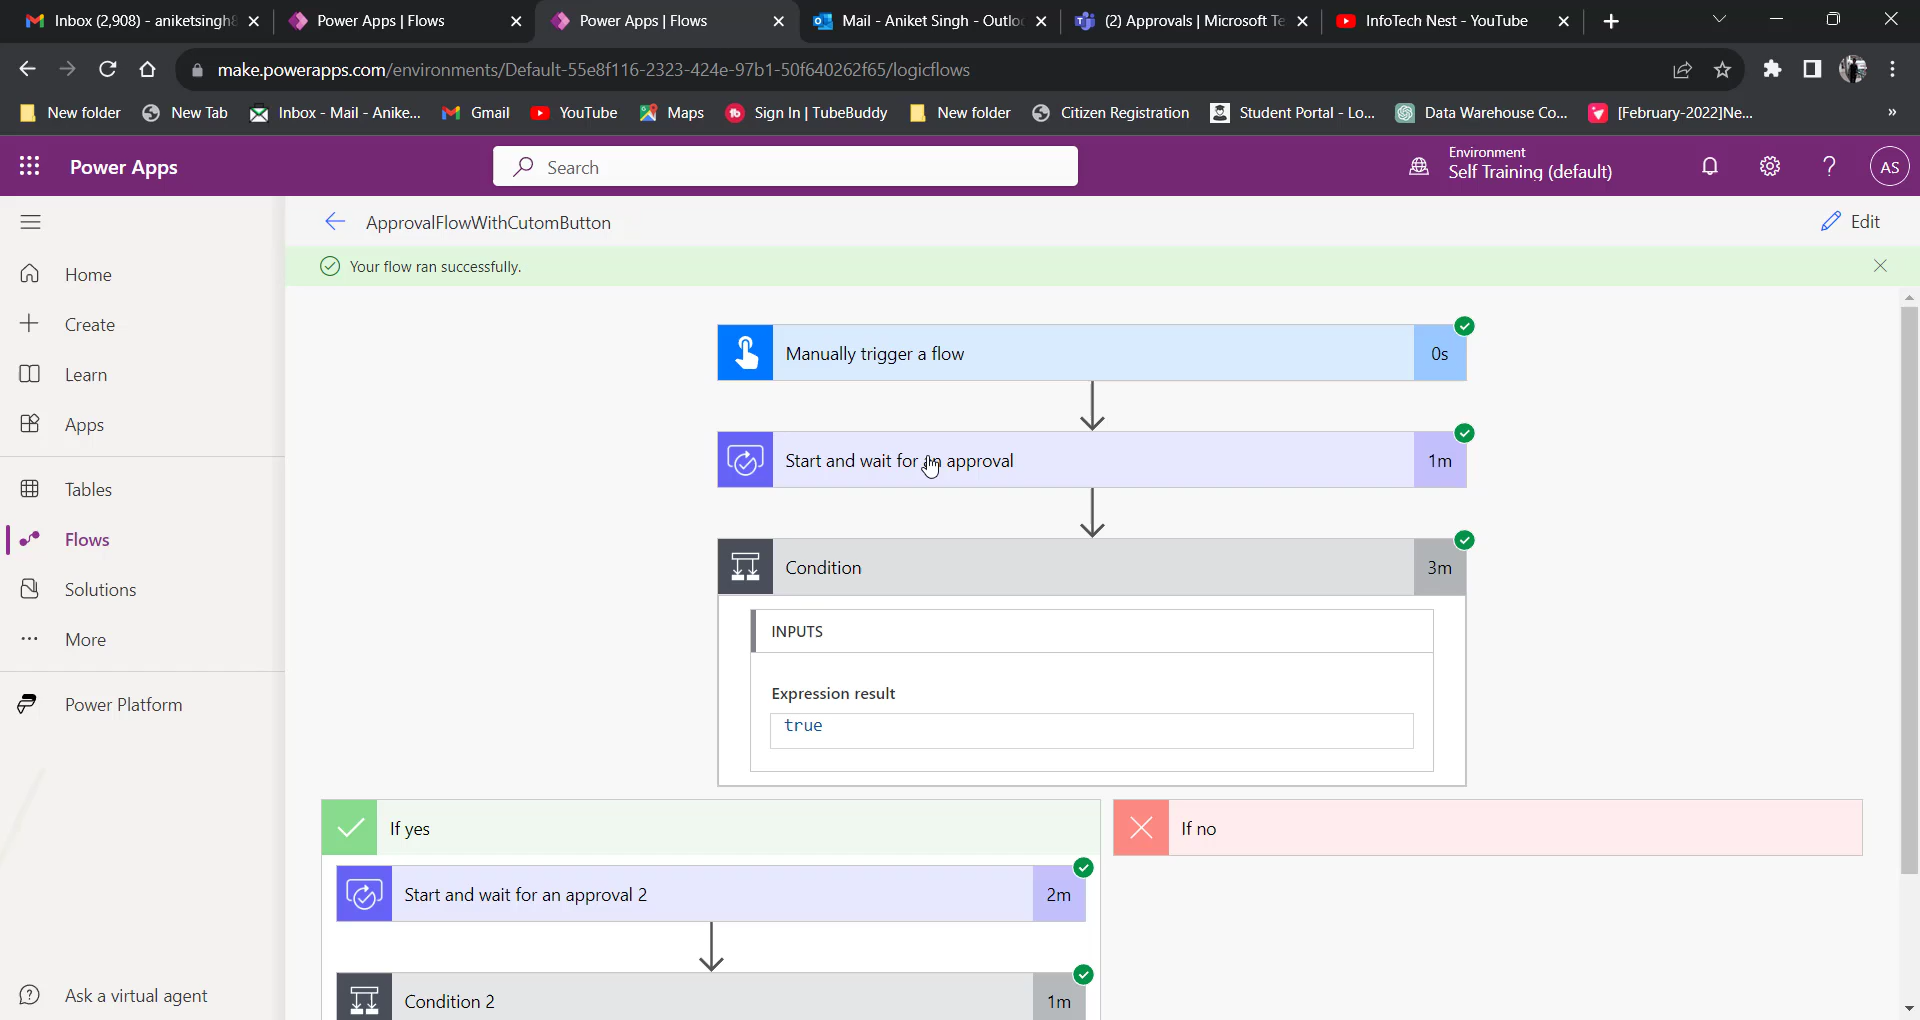 Inbox (2,908) - aniketsingh8
Power Apps | Flows
Power Apps | Flows
Mail - Aniket Singh - Outlo
(2) Approvals | Microsoft Te
InfoTech Nest - YouTube
make.powerapps.com/environments/Default-55e8f116-2323-424e-97b1-50f640262f65/logicflows
New folder
New Tab
Inbox - Mail - Anike...
Gmail
YouTube
Maps
Sign In | TubeBuddy
New folder
Citizen Registration
Student Portal - Lo...
Data Warehouse Co...
[February-2022]Ne...
»
Power Apps
Search
Environment
Self Training (default)
?
AS
ApprovalFlowWithCutomButton
Edit
Your flow ran successfully.
Home
Create
Learn
Apps
Tables
Flows
Solutions
More
Power Platform
Ask a virtual agent
Manually trigger a flow
0s
Start and wait for an approval
1m
Condition
3m
INPUTS
Expression result
true
If yes
If no
Start and wait for an approval 2
2m
Condition 2
1m